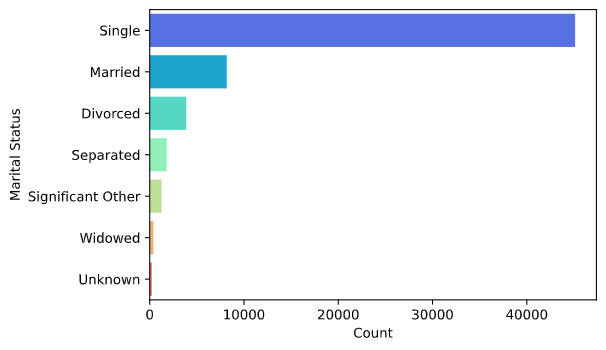 Single
Married
Divorced
Separated
Significant Other
Widowed
Unknown
Marital Status
0 10000 20000 30000 40000
Count